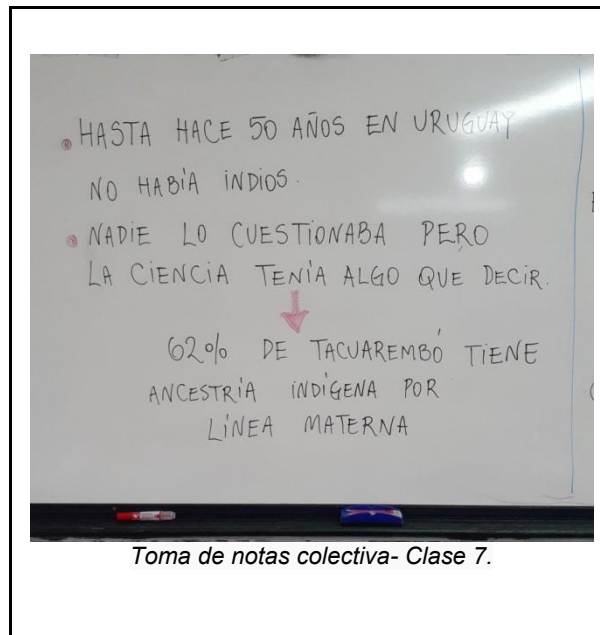 • HASTA HACE 50 AÑOS EN URUGUAY
NO HABÍA INDIOS.
• NADIE LO CUESTIONABA PERO
LA CIENCIA TENÍA ALGO QUE DECIR.
62% DE TACUAREMBÓ TIENE
ANCESTRÍA INDÍGENA POR
LÍNEA MATERNA
Toma de notas colectiva- Clase 7.